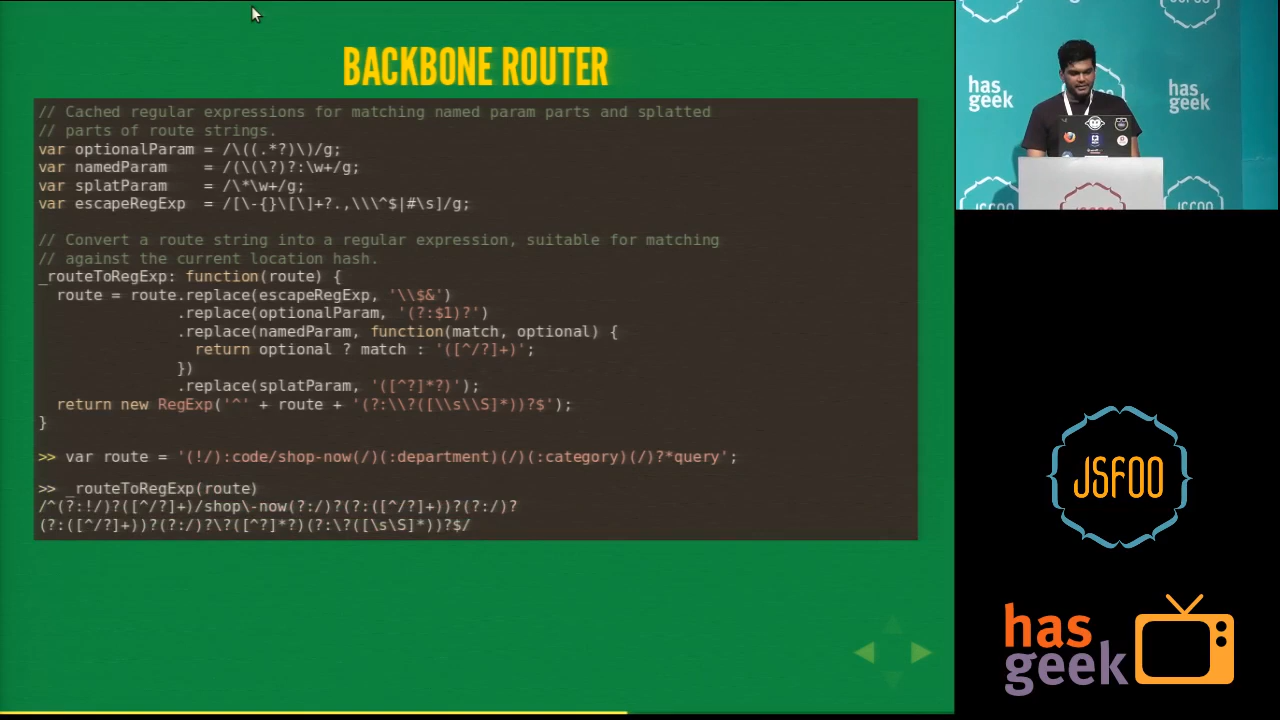 BACKBONE ROUTER
// Cached regular expressions for matching named param parts and splatted
// parts of route strings.
var optionalParam = /\((.*?)\)/g;
var namedParam    = /(\(\?)?:\w+/g;
var splatParam    = /\*\w+/g;
var escapeRegExp  = /[\-{}\[\]+?.,\\\^$|#\s]/g;
// Convert a route string into a regular expression, suitable for matching
// against the current location hash.
_routeToRegExp: function(route) {
  route = route.replace(escapeRegExp, '\\$&')
               .replace(optionalParam, '(?:$1)?')
               .replace(namedParam, function(match, optional) {
                 return optional ? match : '([^/?]+)';
               })
               .replace(splatParam, '([^?]*?)');
  return new RegExp('^' + route + '(?:\\?([\\s\\S]*))?$');
}
>> var route = '(!/):code/shop-now(/)(:department)(/)(:category)(/)?*query';
>> _routeToRegExp(route)
/^(?:!/)?([^/?]+)/shop\-now(?:/)?(?:([^/?]+))?(?:/)?
(?:([^/?]+))?(?:/)?\?([^?]*?)(?:\?([\s\S]*))?$/
has
geek
has
geek
JSFOO
has
geek